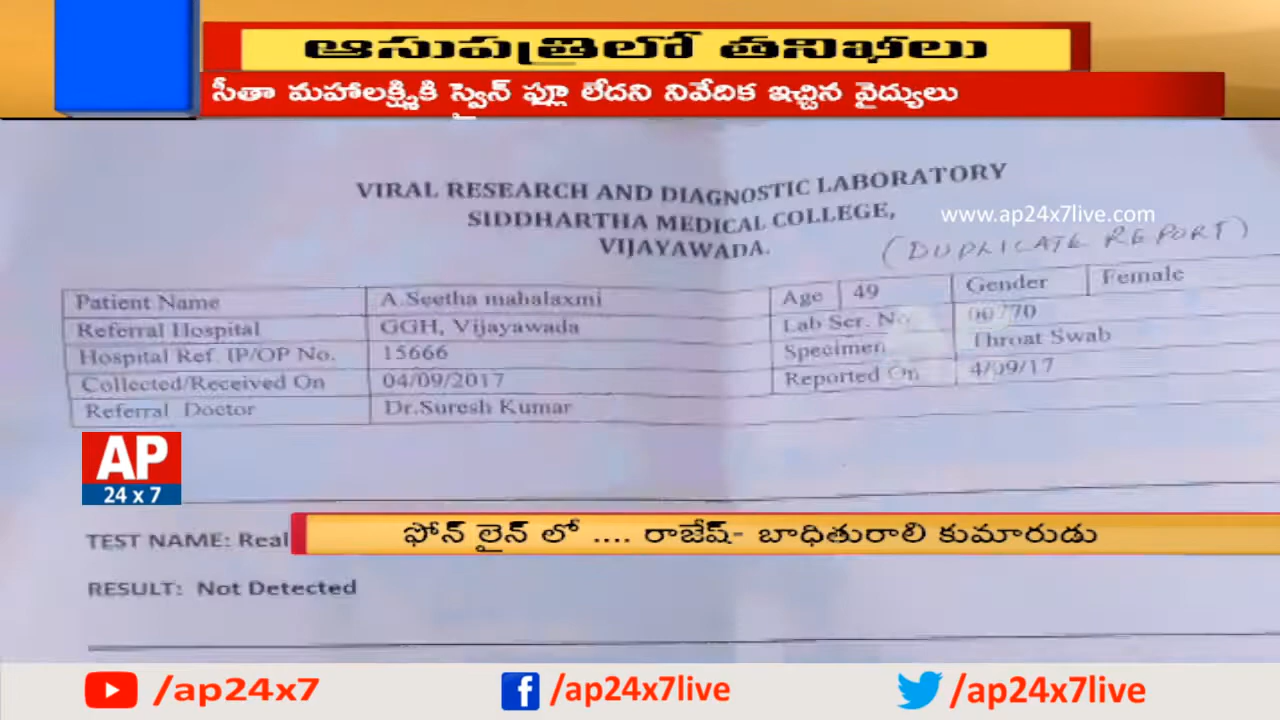 ఆసుపత్రిలో తనిఖీలు
సీతా మహాలక్ష్మికి స్వైన్ ఫ్లూ లేదని నివేదిక ఇచ్చిన వైద్యులు
VIRAL RESEARCH AND DIAGNOSTIC LABORATORY
SIDDHARTHA MEDICAL COLLEGE,
www.ap24x7live.com
VIJAYAWADA.
(DUPLICATE REPORT)
Patient Name A.Seetha mahalaxmi Age 49 Gender Female
Referral Hospital GGH, Vijayawada Lab Ser. No. 00770
Hospital Ref. IP/OP No. 15666 Specimen Throat Swab
Collected/Received On 04/09/2017 Reported On 4/09/17
Referral Doctor Dr.Suresh Kumar
AP
24 x 7
TEST NAME: Real
ఫోన్ లైన్ లో .... రాజేష్- బాధితురాలి కుమారుడు
RESULT: Not Detected
/ap24x7 /ap24x7live /ap24x7live